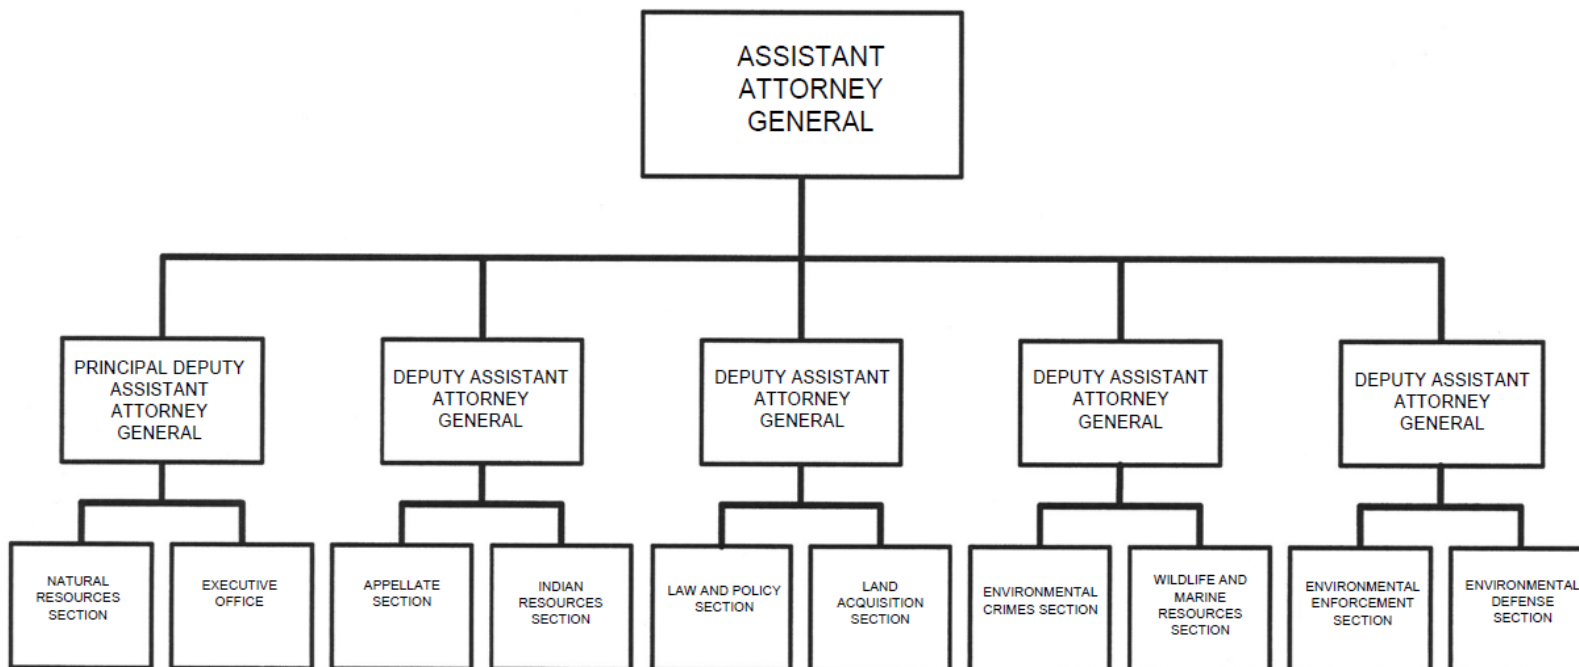 ASSISTANT
ATTORNEY
GENERAL
PRINCIPAL DEPUTY
ASSISTANT
ATTORNEY
GENERAL
DEPUTY ASSISTANT
ATTORNEY
GENERAL
DEPUTY ASSISTANT
ATTORNEY
GENERAL
DEPUTY ASSISTANT
ATTORNEY
GENERAL
DEPUTY ASSISTANT
ATTORNEY
GENERAL
NATURAL
RESOURCES
SECTION
EXECUTIVE
OFFICE
APPELLATE
SECTION
INDIAN
RESOURCES
SECTION
LAW AND POLICY
SECTION
LAND
ACQUISITION
SECTION
ENVIRONMENTAL
CRIMES SECTION
WILDLIFE AND
MARINE
RESOURCES
SECTION
ENVIRONMENTAL
ENFORCEMENT
SECTION
ENVIRONMENTAL
DEFENSE
SECTION